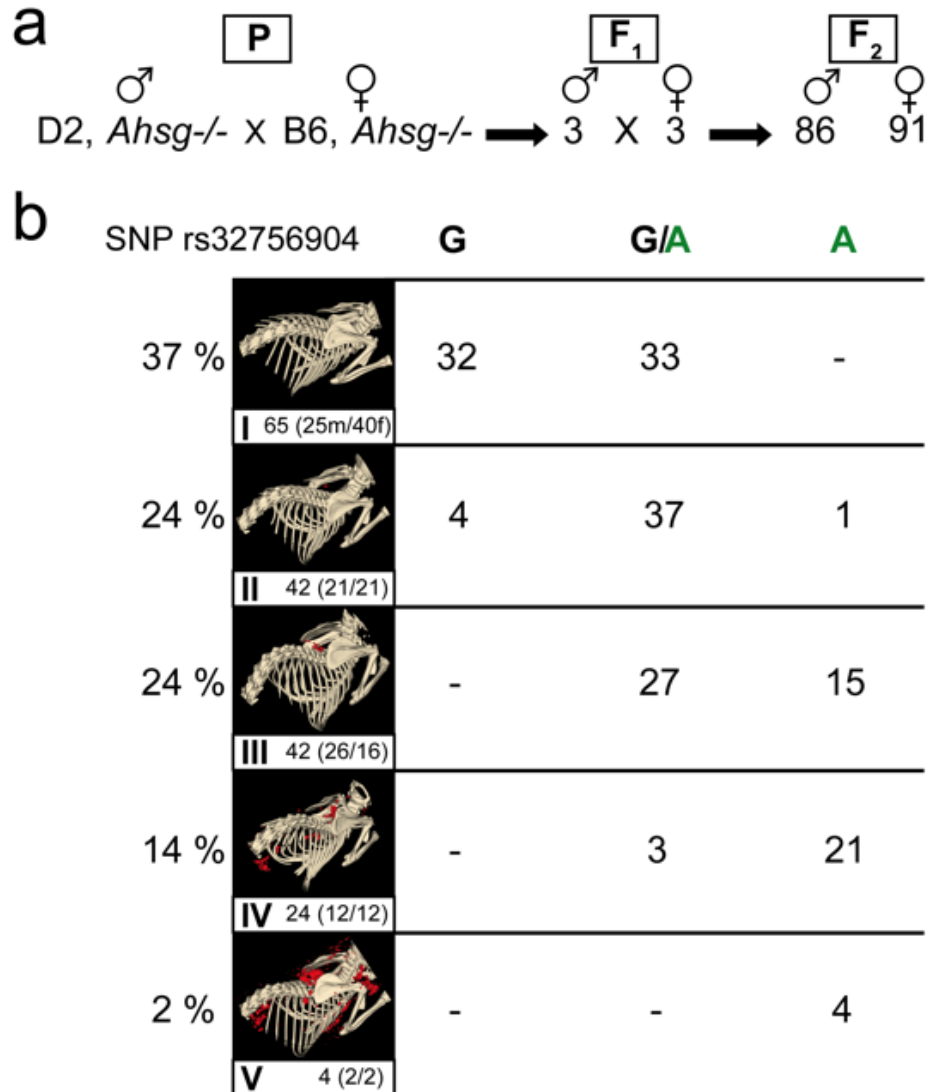 a
P F1 F2
♂ ♀ ♂ ♀ ♂ ♀
D2, Ahsg-/- X B6, Ahsg-/- 3 X 3 86 91
b
SNP rs32756904 G G/A A
37 % 32 33 -
I 65 (25m/40f)
24 % 4 37 1
II 42 (21/21)
24 % - 27 15
III 42 (26/16)
14 % - 3 21
IV 24 (12/12)
2 % - - 4
V 4 (2/2)